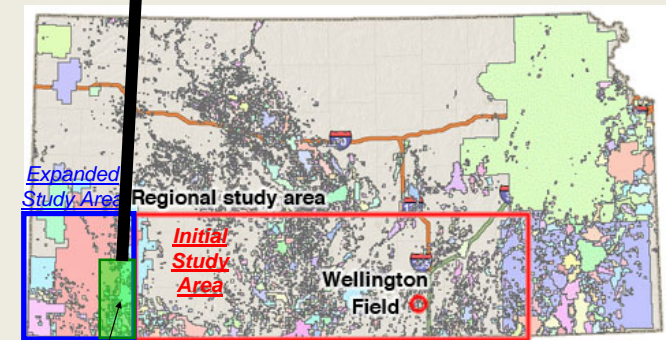 Expanded
Study Area
Regional study area
Initial
Study
Area
Wellington
Field